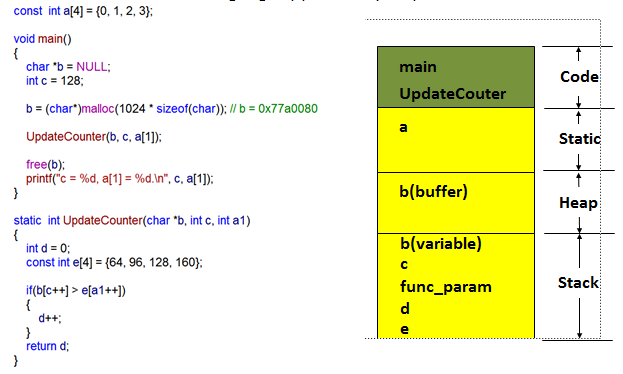 const int a[4] = {0, 1, 2, 3};
void main()
{
char *b = NULL;
int c = 128;
b = (char*)malloc(1024 * sizeof(char)); // b = 0x77a0080
UpdateCounter(b, c, a[1]);
free(b);
printf("c = %d, a[1] = %d.\n", c, a[1]);
}
static int UpdateCounter(char *b, int c, int a1)
{
int d = 0;
const int e[4] = {64, 96, 128, 160};
if(b[c++] > e[a1++])
{
d++;
}
return d;
}
main
UpdateCouter
Code
a
Static
b(buffer)
Heap
b(variable)
c
func_param
d
e
Stack